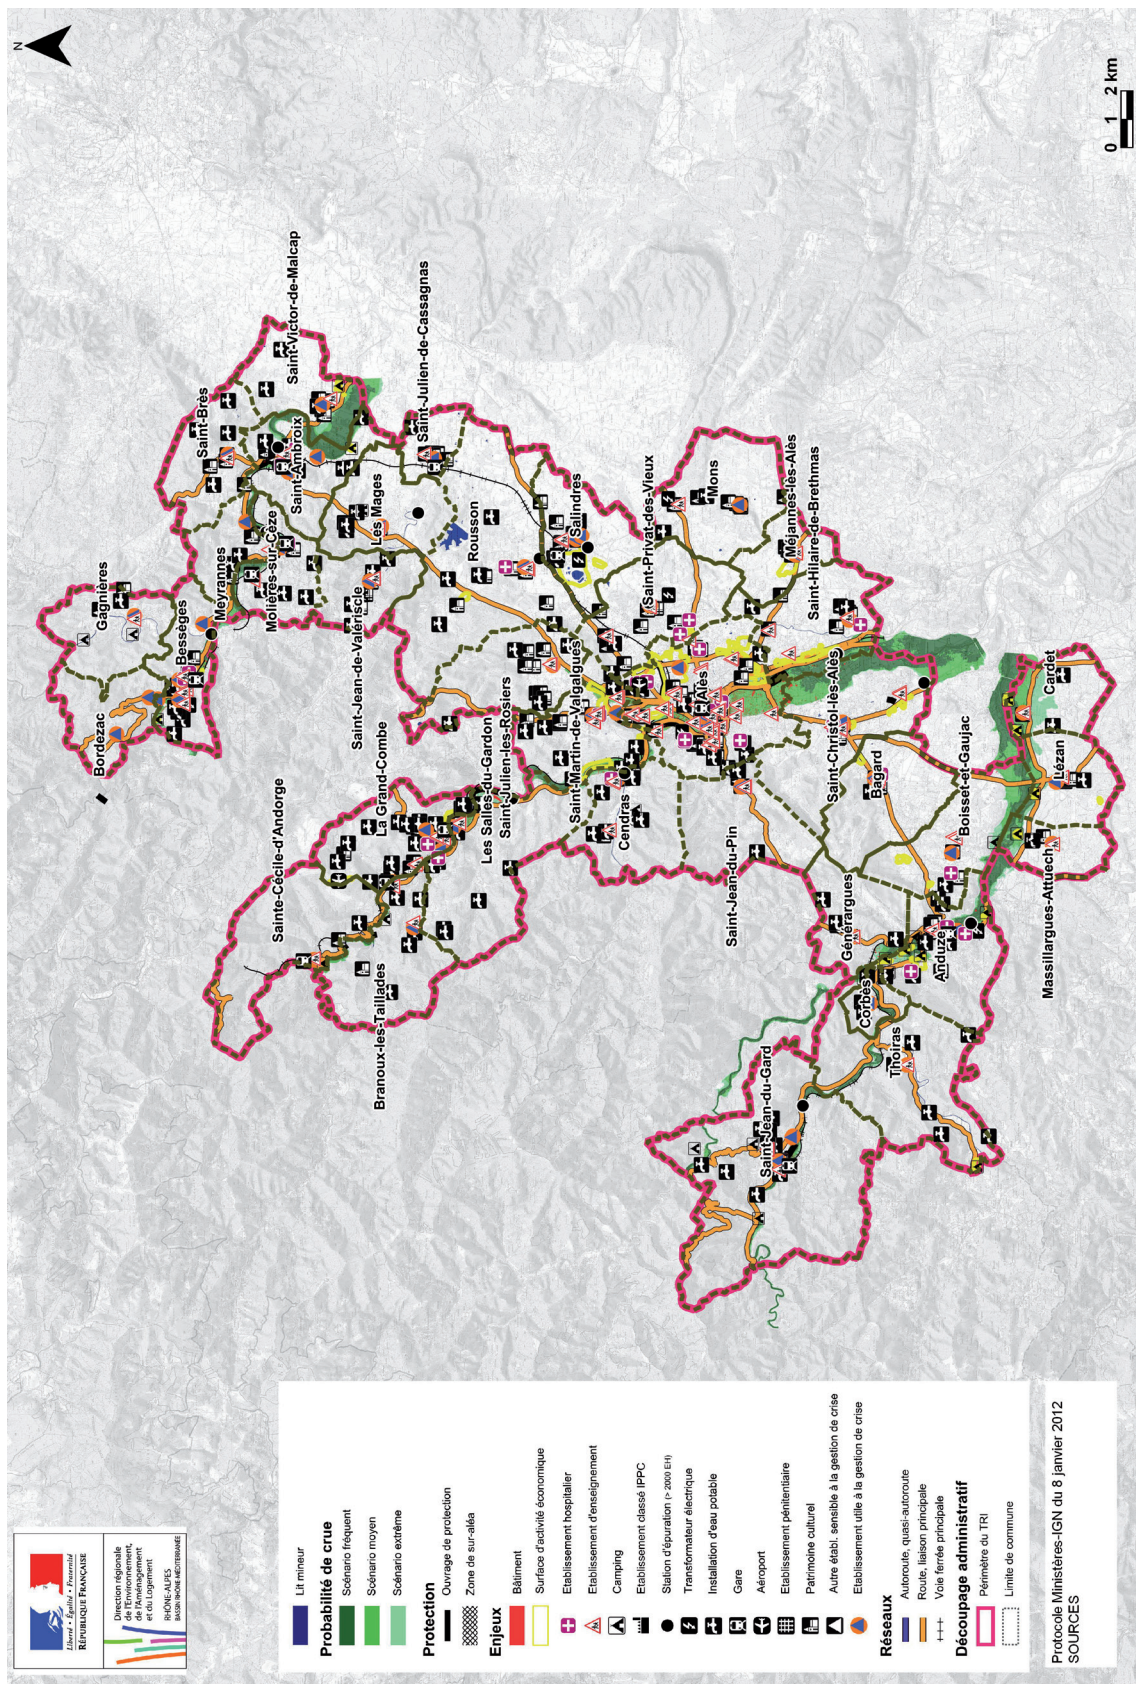 Liberté • Égalité • Fraternité
RÉPUBLIQUE FRANÇAISE
Direction régionale
de l'Environnement,
de l'Aménagement
et du Logement
RHÔNE-ALPES
BASSIN RHÔNE-MÉDITERRANÉE
Lit mineur
Probabilité de crue
Scénario fréquent
Scénario moyen
Scénario extrême
Protection
Ouvrage de protection
Zone de sur-aléa
Enjeux
Bâtiment
Surface d'activité économique
Etablissement hospitalier
Etablissement d'enseignement
Camping
Etablissement classé IPPC
Station d'épuration (> 2000 EH)
Transformateur électrique
Installation d'eau potable
Gare
Aéroport
Etablissement pénitentiaire
Patrimoine culturel
Autre établ. sensible à la gestion de crise
Etablissement utile à la gestion de crise
Réseaux
Autoroute, quasi-autoroute
Route, liaison principale
Voie ferrée principale
Découpage administratif
Périmètre du TRI
Limite de commune
Protocole Ministères-IGN du 8 janvier 2012
SOURCES
N
Bordezac
Gagnières
Bessèges
Meyrannes
Molières-sur-Cèze
Saint-Brès
Saint-Ambroix
Saint-Victor-de-Malcap
Sainte-Cécile-d'Andorge
La Grand-Combe
Saint-Jean-de-Valériscle
Les Mages
Saint-Julien-de-Cassagnas
Branoux-les-Taillades
Les Salles-du-Gardon
Saint-Julien-les-Rosiers
Rousson
Saint-Martin-de-Valgalgues
Salindres
Cendras
Saint-Privat-des-Vieux
Mons
Alès
Saint-Jean-du-Pin
Méjannes-lès-Alès
Saint-Hilaire-de-Brethmas
Saint-Christol-lès-Alès
Générargues
Bagard
Saint-Jean-du-Gard
Corbès
Thoiras
Anduze
Boisset-et-Gaujac
Massillargues-Attuech
Lézan
Cardet
0 1 2 km